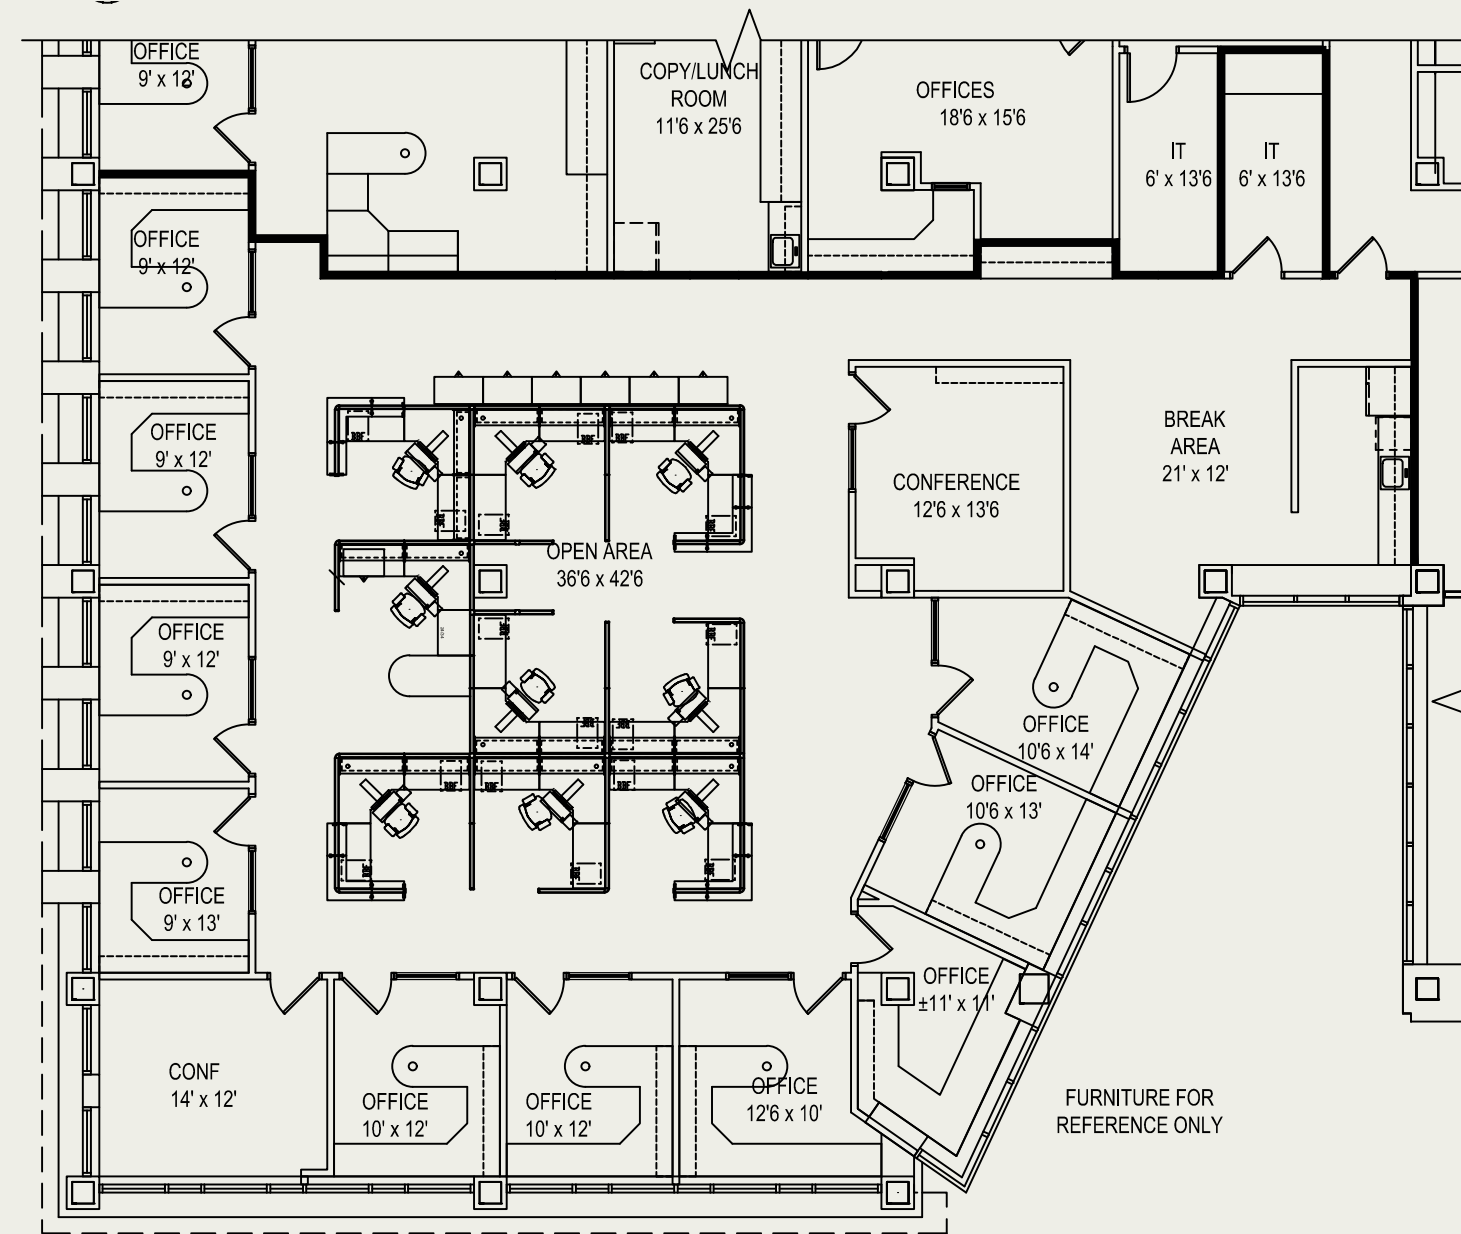 OFFICE
9' x 12'
COPY/LUNCH
ROOM
11'6 x 25'6
OFFICES
18'6 x 15'6
IT
6' x 13'6
IT
6' x 13'6
OFFICE
9' x 12'
OFFICE
9' x 12'
OPEN AREA
36'6 x 42'6
CONFERENCE
12'6 x 13'6
BREAK
AREA
21' x 12'
OFFICE
9' x 12'
OFFICE
10'6 x 14'
OFFICE
10'6 x 13'
OFFICE
9' x 13'
OFFICE
±11' x 11'
CONF
14' x 12'
OFFICE
10' x 12'
OFFICE
10' x 12'
OFFICE
12'6 x 10'
FURNITURE FOR
REFERENCE ONLY